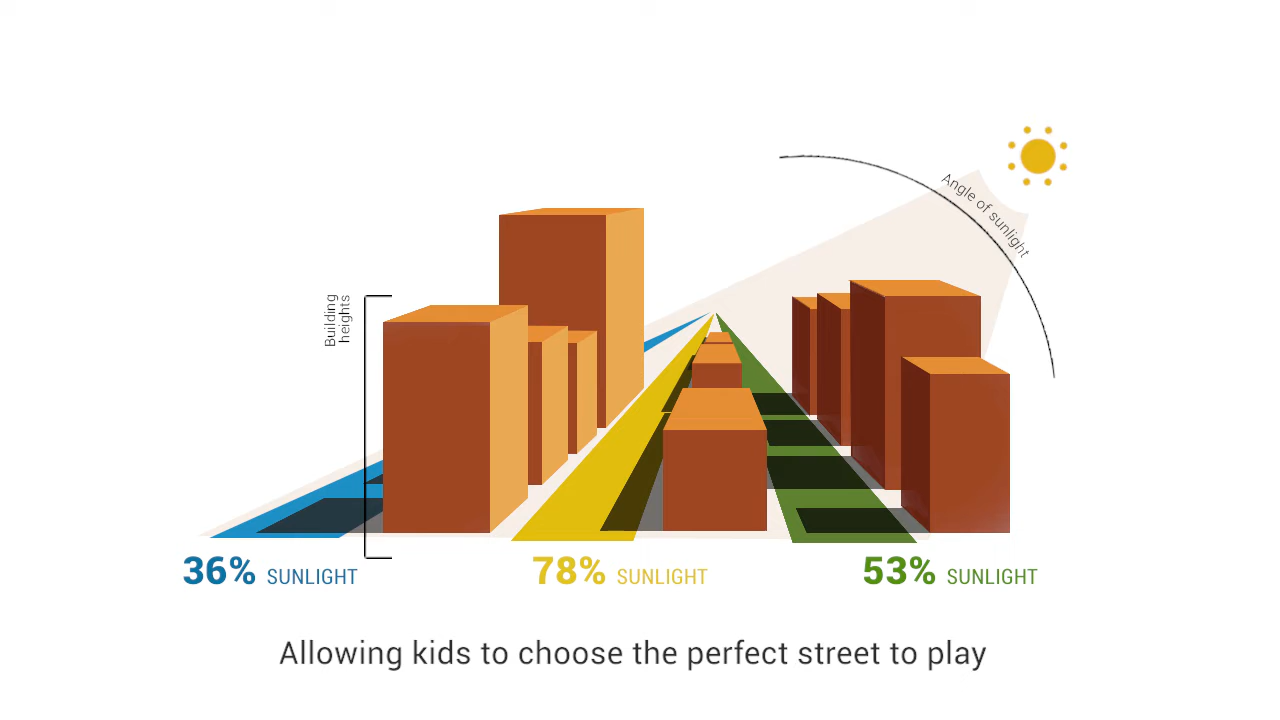 Angle of sunlight
Building
heights
36% SUNLIGHT
78% SUNLIGHT
53% SUNLIGHT
Allowing kids to choose the perfect street to play